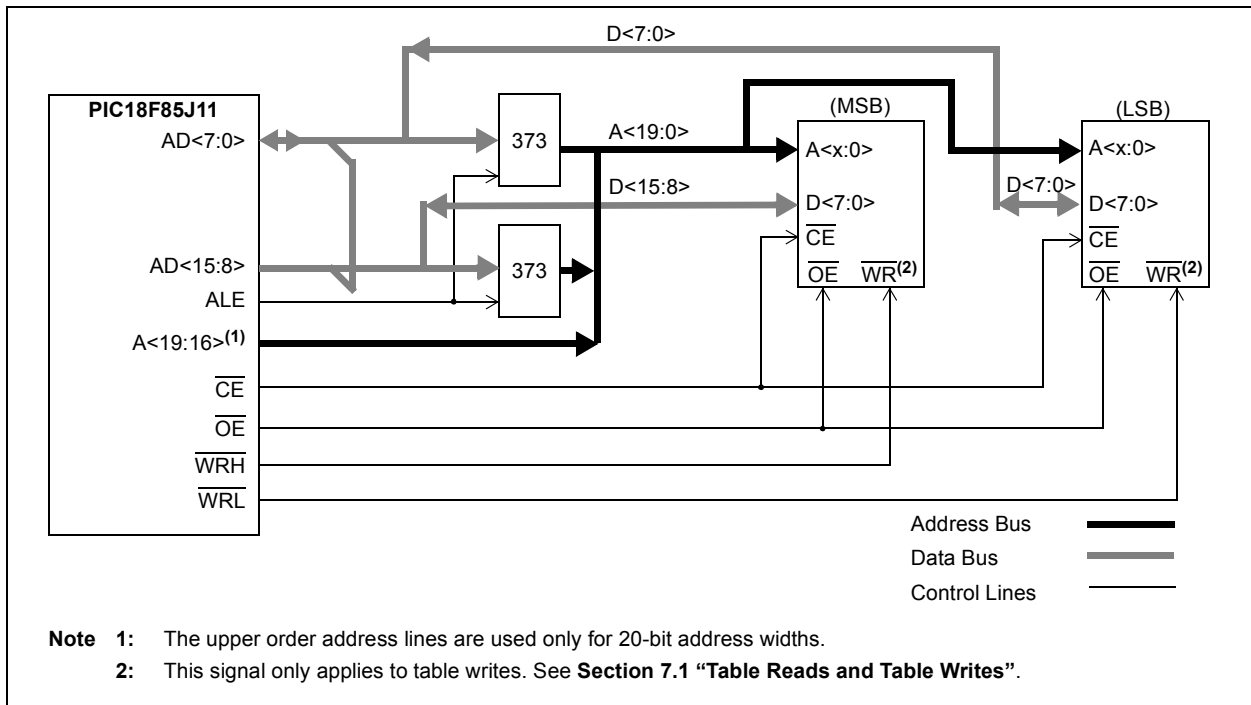 D<7:0>
PIC18F85J11
AD<7:0>
373
A<19:0>
(MSB)
A<x:0>
(LSB)
A<x:0>
D<15:8>
D<7:0>
D<7:0>
D<7:0>
CE
OE WR(2)
CE
OE WR(2)
AD<15:8>
373
ALE
A<19:16>(1)
CE
OE
WRH
WRL
Address Bus
Data Bus
Control Lines
Note 1: The upper order address lines are used only for 20-bit address widths.
2: This signal only applies to table writes. See Section 7.1 “Table Reads and Table Writes”.